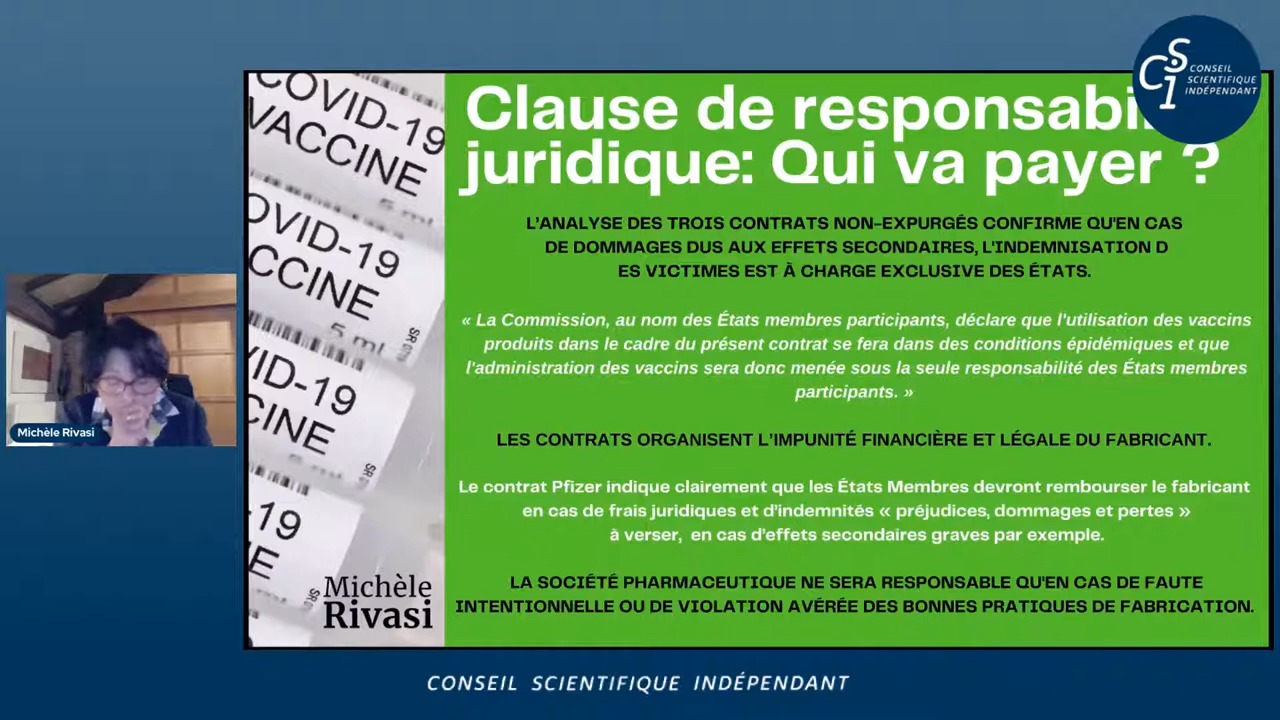 CSI CONSEIL
SCIENTIFIQUE
INDÉPENDANT
Clause de responsabi
juridique: Qui va payer ?
L'ANALYSE DES TROIS CONTRATS NON-EXPURGÉS CONFIRME QU'EN CAS
DE DOMMAGES DUS AUX EFFETS SECONDAIRES, L'INDEMNISATION D
ES VICTIMES EST À CHARGE EXCLUSIVE DES ÉTATS.
« La Commission, au nom des États membres participants, déclare que l'utilisation des vaccins
produits dans le cadre du présent contrat se fera dans des conditions épidémiques et que
l'administration des vaccins sera donc menée sous la seule responsabilité des États membres
participants. »
LES CONTRATS ORGANISENT L'IMPUNITÉ FINANCIÈRE ET LÉGALE DU FABRICANT.
Le contrat Pfizer indique clairement que les États Membres devront rembourser le fabricant
en cas de frais juridiques et d'indemnités « préjudices, dommages et pertes »
à verser, en cas d'effets secondaires graves par exemple.
LA SOCIÉTÉ PHARMACEUTIQUE NE SERA RESPONSABLE QU'EN CAS DE FAUTE
INTENTIONNELLE OU DE VIOLATION AVÉRÉE DES BONNES PRATIQUES DE FABRICATION.
COVID-19
VACCINE
5 ml
OVID-19
CCINE
5 ml
VID-19
CINE
-19
E
Michèle
Rivasi
Michèle Rivasi
CONSEIL SCIENTIFIQUE INDÉPENDANT